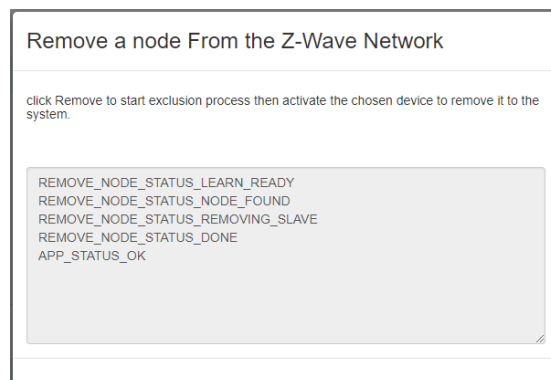 Remove a node From the Z-Wave Network
click Remove to start exclusion process then activate the chosen device to remove it to the
system.
REMOVE_NODE_STATUS_LEARN_READY
REMOVE_NODE_STATUS_NODE_FOUND
REMOVE_NODE_STATUS_REMOVING_SLAVE
REMOVE_NODE_STATUS_DONE
APP_STATUS_OK